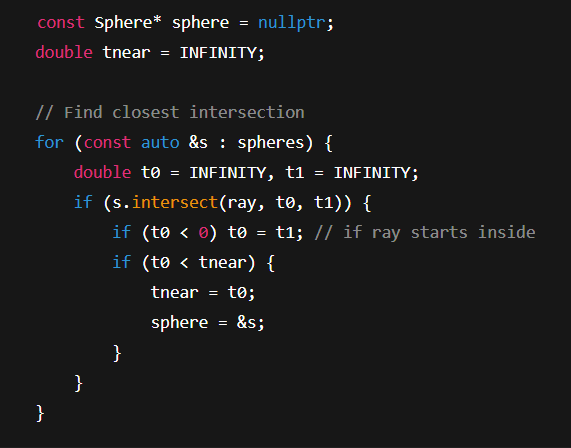 const Sphere* sphere = nullptr;
double tnear = INFINITY;

// Find closest intersection
for (const auto &s : spheres) {
    double t0 = INFINITY, t1 = INFINITY;
    if (s.intersect(ray, t0, t1)) {
        if (t0 < 0) t0 = t1; // if ray starts inside
        if (t0 < tnear) {
            tnear = t0;
            sphere = &s;
        }
    }
}